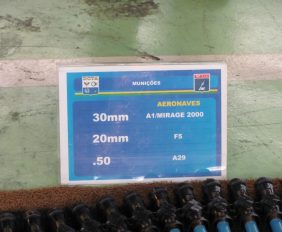 MUNIÇÕES
AERONAVES
30mm A1/MIRAGE 2000
20mm F5
.50 A29